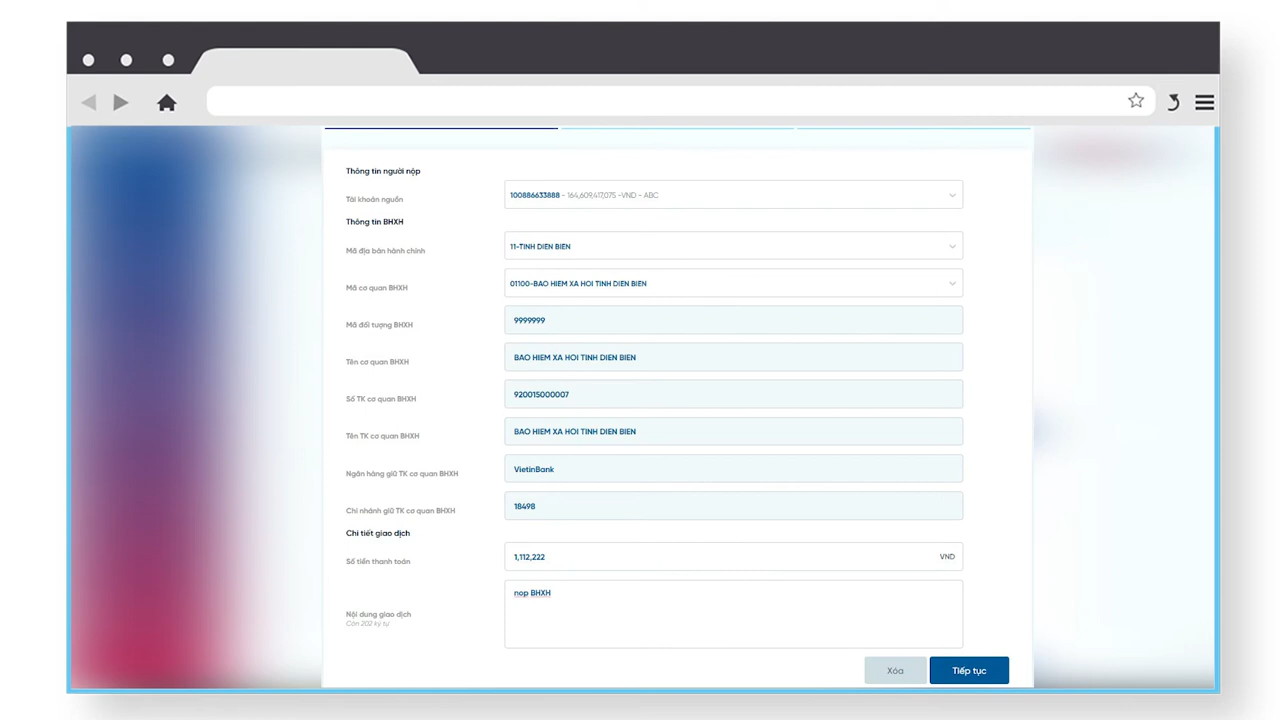 Thông tin người nộp
Tài khoản nguồn
100886633888 - 164,609,417,075 -VND - ABC
Thông tin BHXH
Mã địa bàn hành chính
11-TINH DIEN BIEN
Mã cơ quan BHXH
01100-BAO HIEM XA HOI TINH DIEN BIEN
Mã đối tượng BHXH
9999999
Tên cơ quan BHXH
BAO HIEM XA HOI TINH DIEN BIEN
Số TK cơ quan BHXH
920015000007
Tên TK cơ quan BHXH
BAO HIEM XA HOI TINH DIEN BIEN
Ngân hàng giữ TK cơ quan BHXH
VietinBank
Chi nhánh giữ TK cơ quan BHXH
18498
Chi tiết giao dịch
Số tiền thanh toán
1,112,222 VND
Nội dung giao dịch
Còn 202 ký tự
nop BHXH
Xóa
Tiếp tục